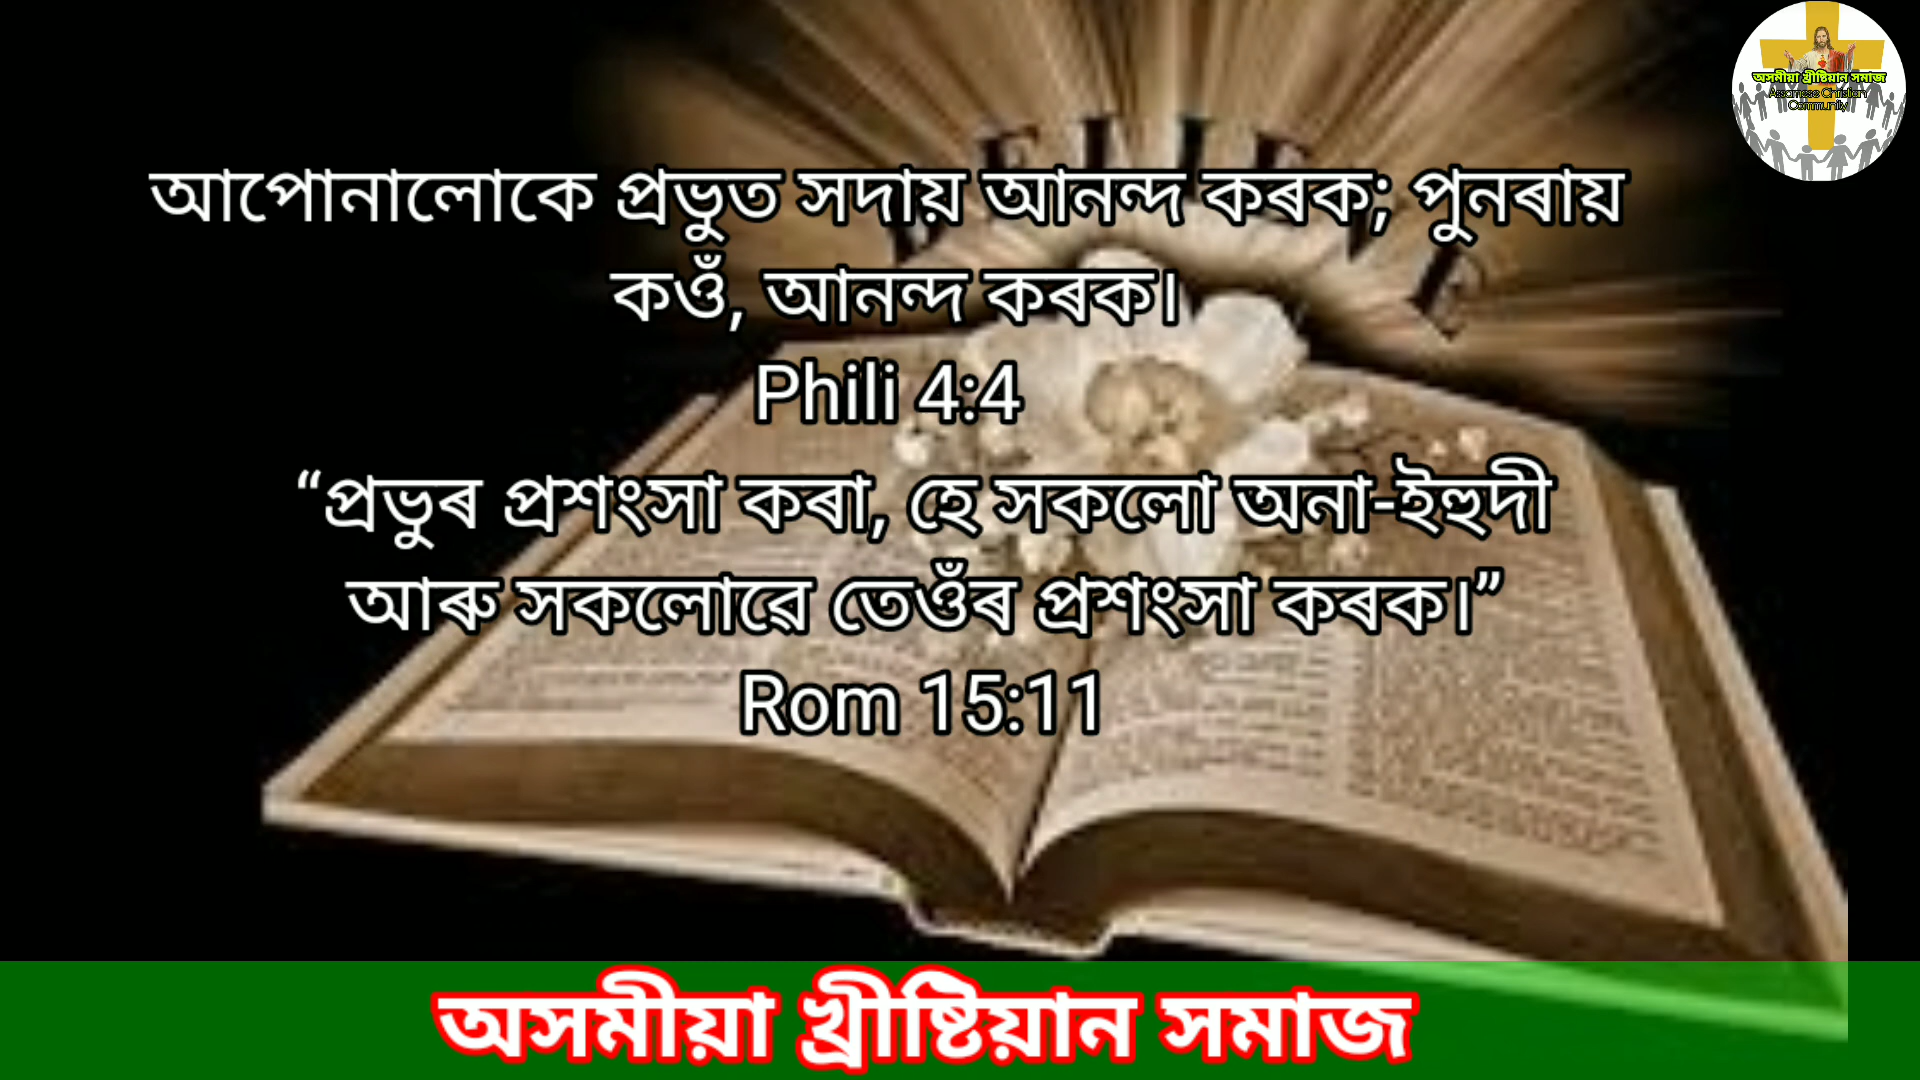 অসমীয়া খ্ৰীষ্টিয়ান সমাজ
Assamese Christian
Community
BELIEVE
আপোনালোকে প্ৰভুত সদায় আনন্দ কৰক; পুনৰায়
কওঁ, আনন্দ কৰক।
Phili 4:4
“প্ৰভুৰ প্ৰশংসা কৰা, হে সকলো অনা-ইহুদী
আৰু সকলোৱে তেওঁৰ প্ৰশংসা কৰক।”
Rom 15:11
অসমীয়া খ্ৰীষ্টিয়ান সমাজ